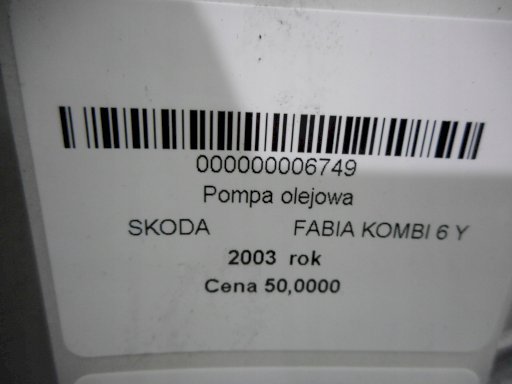 000000006749
Pompa olejowa
SKODA FABIA KOMBI 6 Y
2003 rok
Cena 50,0000